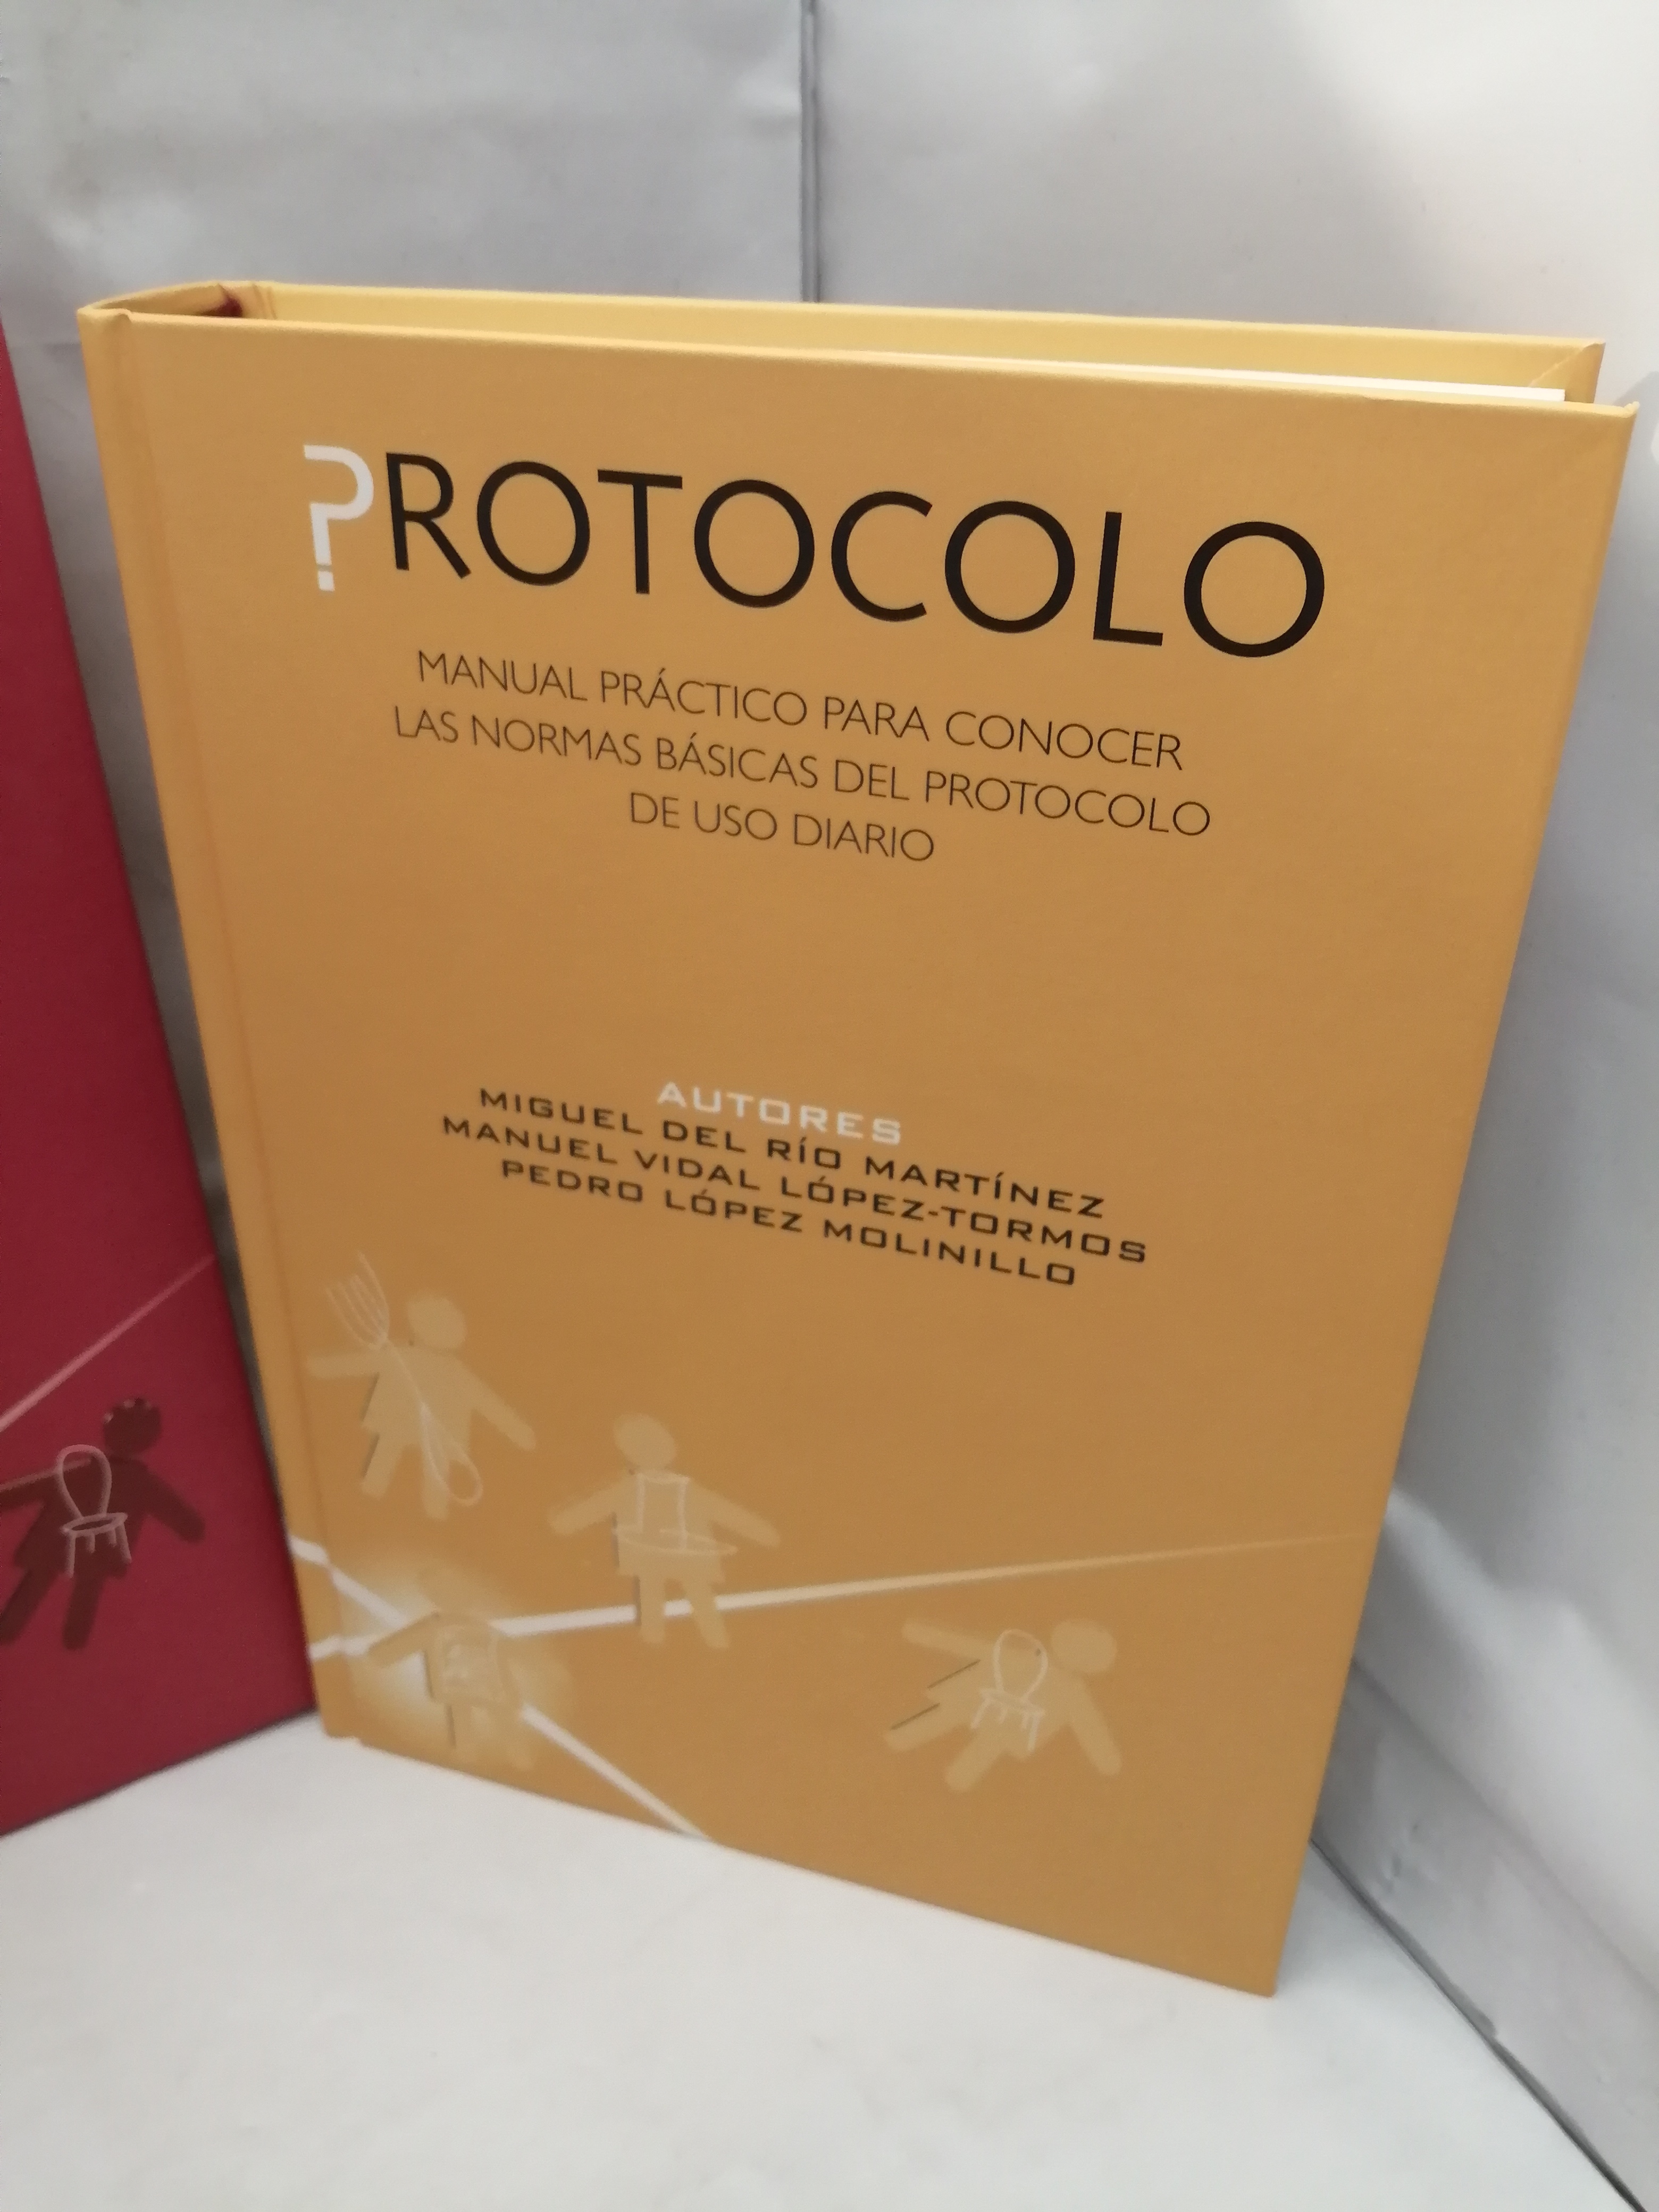 PROTOCOLO
MANUAL PRÁCTICO PARA CONOCER
LAS NORMAS BÁSICAS DEL PROTOCOLO
DE USO DIARIO
AUTORES
MIGUEL DEL RÍO MARTÍNEZ
MANUEL VIDAL LÓPEZ-TORMOS
PEDRO LÓPEZ MOLINILLO